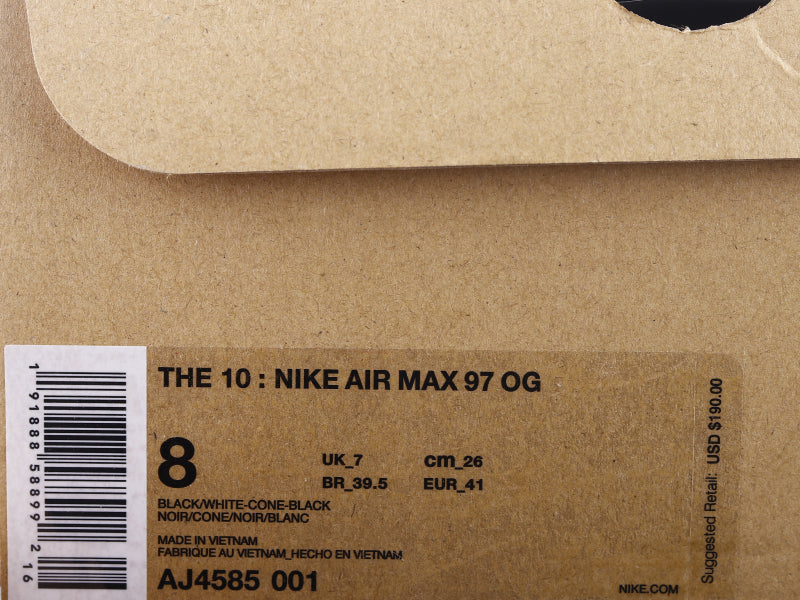 THE 10 : NIKE AIR MAX 97 OG
8
UK_7 cm_26
BR_39.5 EUR_41
BLACK/WHITE-CONE-BLACK
NOIR/CONE/NOIR/BLANC
MADE IN VIETNAM
FABRIQUE AU VIETNAM_HECHO EN VIETNAM
AJ4585 001
NIKE.COM
Suggested Retail: USD $190.00
1 91888 58899 2 16